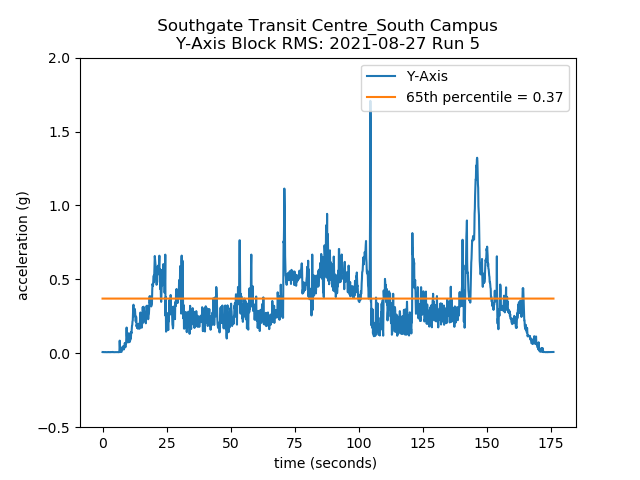 Southgate Transit Centre_South Campus
Y-Axis Block RMS: 2021-08-27 Run 5
Y-Axis
65th percentile = 0.37
2.0
1.5
1.0
0.5
0.0
−0.5
acceleration (g)
0 25 50 75 100 125 150 175
time (seconds)